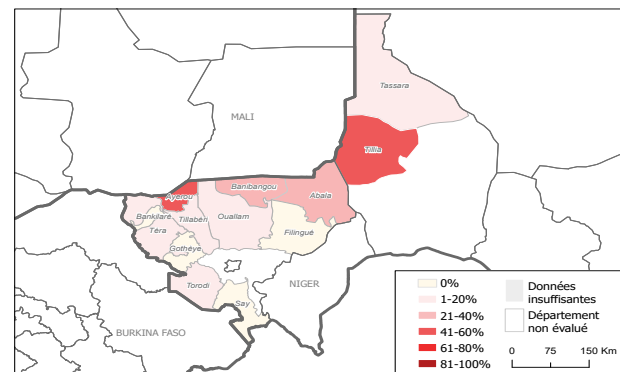 Tassara
MALI
Tillia
Banibangou
Ayerou
Abala
Bankilaré
Tillabéri
Ouallam
Téra
Filingué
Gothèye
Torodi
NIGER
Say
BURKINA FASO
0%
1-20%
21-40%
41-60%
61-80%
81-100%
Données
insuffisantes
Département
non évalué
0 75 150 Km